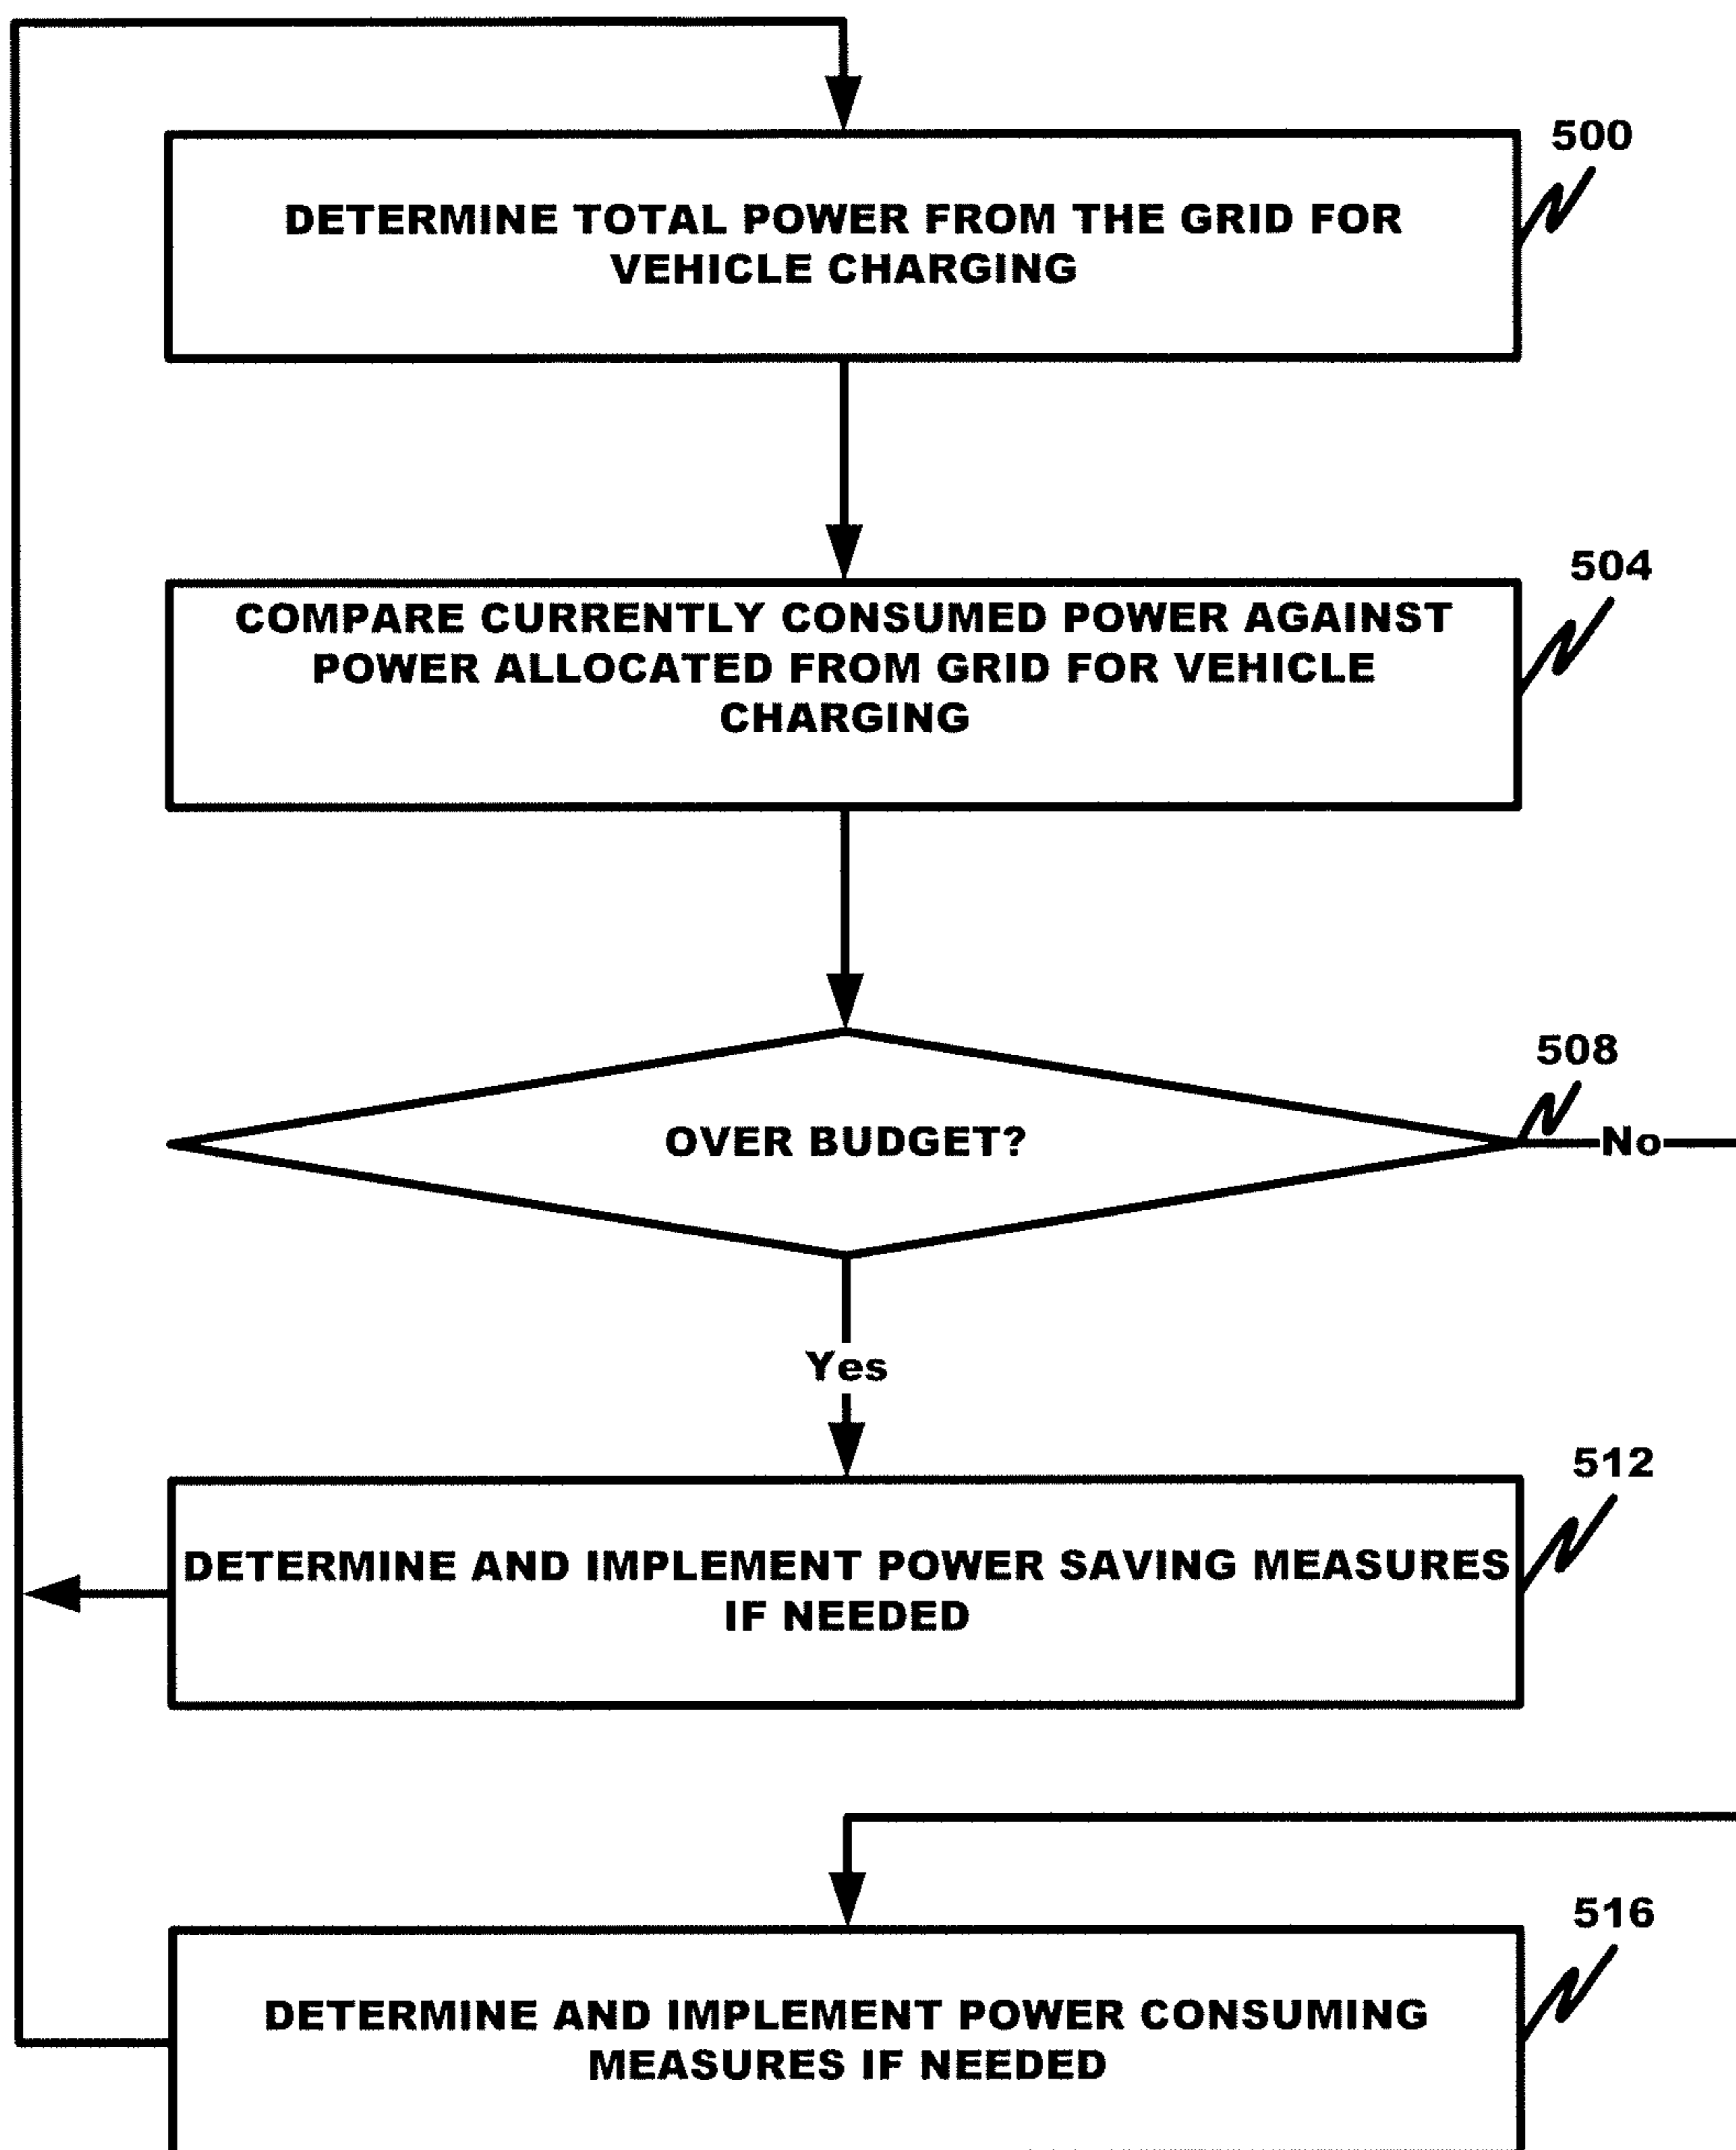 500
DETERMINE TOTAL POWER FROM THE GRID FOR
VEHICLE CHARGING
504
COMPARE CURRENTLY CONSUMED POWER AGAINST
POWER ALLOCATED FROM GRID FOR VEHICLE
CHARGING
508
OVER BUDGET?
No
Yes
512
DETERMINE AND IMPLEMENT POWER SAVING MEASURES
IF NEEDED
516
DETERMINE AND IMPLEMENT POWER CONSUMING
MEASURES IF NEEDED